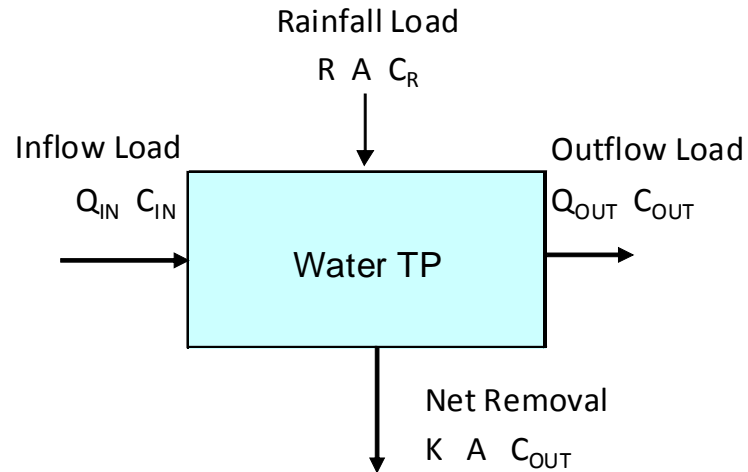 Rainfall Load
R A C_R
Inflow Load
Q_IN C_IN
Outflow Load
Q_OUT C_OUT
Water TP
Net Removal
K A C_OUT